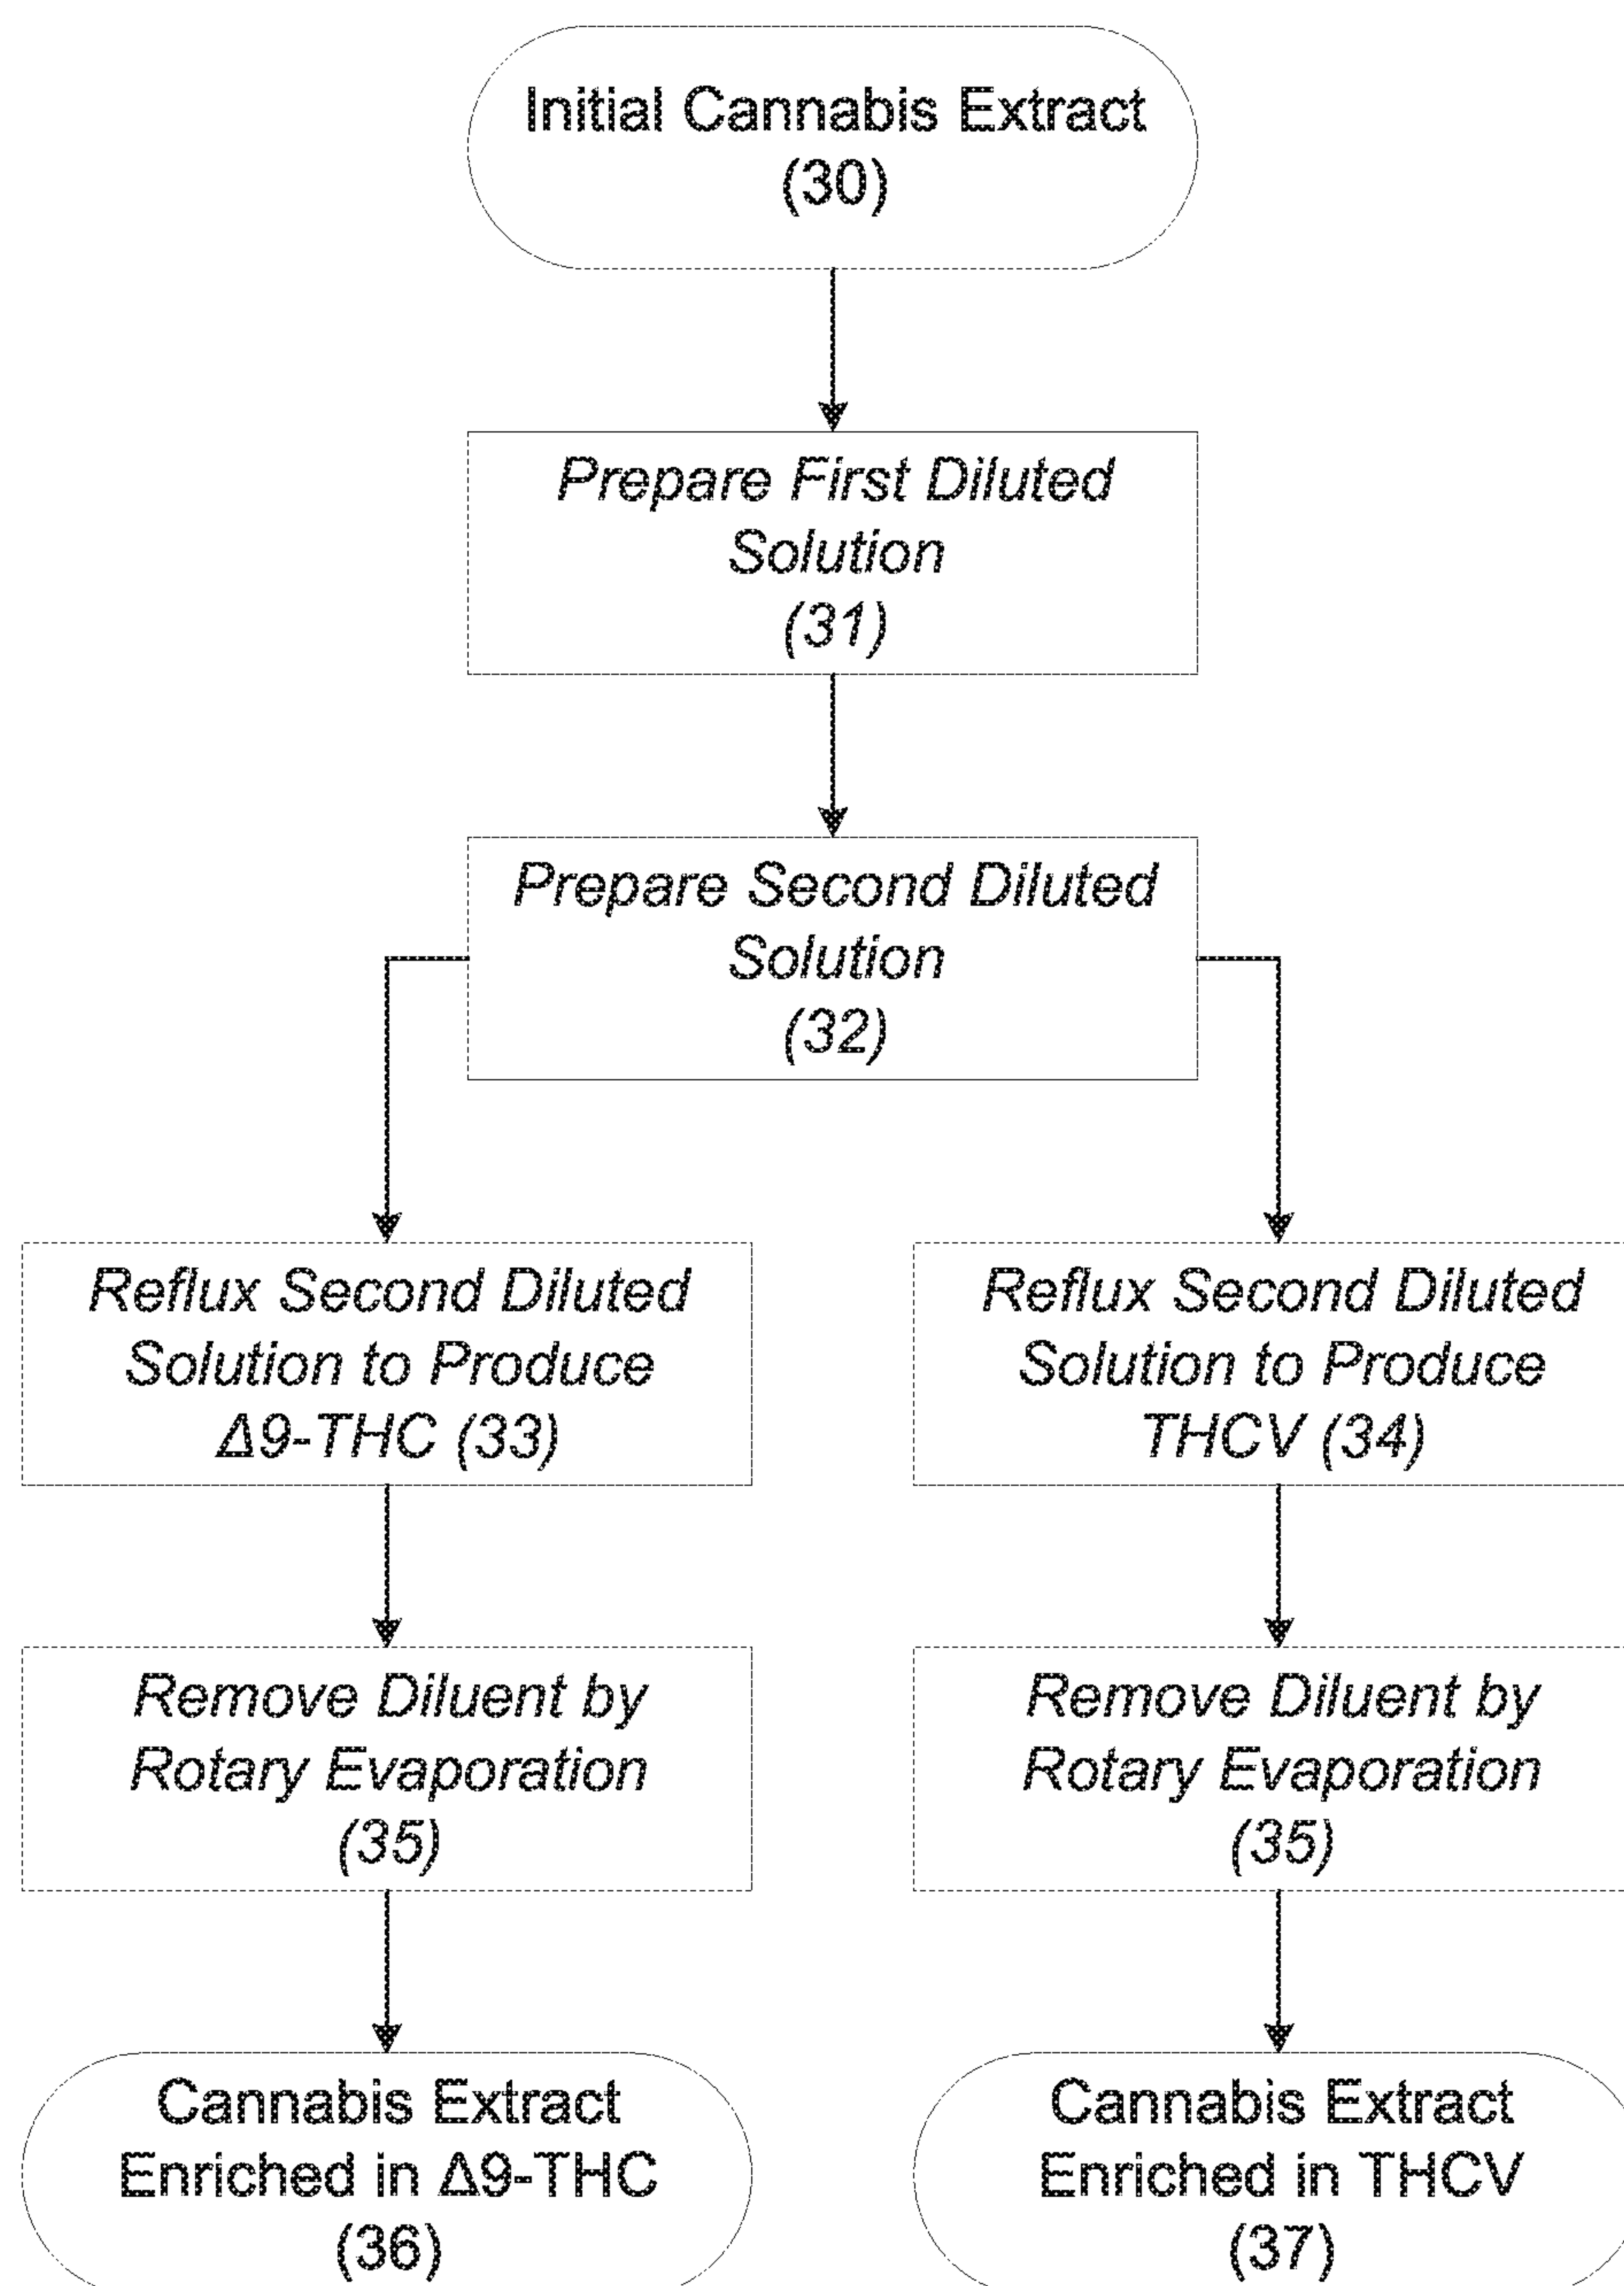 Initial Cannabis Extract
(30)
Prepare First Diluted
Solution
(31)
Prepare Second Diluted
Solution
(32)
Reflux Second Diluted
Solution to Produce
Δ9-THC (33)
Reflux Second Diluted
Solution to Produce
THCV (34)
Remove Diluent by
Rotary Evaporation
(35)
Remove Diluent by
Rotary Evaporation
(35)
Cannabis Extract
Enriched in Δ9-THC
(36)
Cannabis Extract
Enriched in THCV
(37)